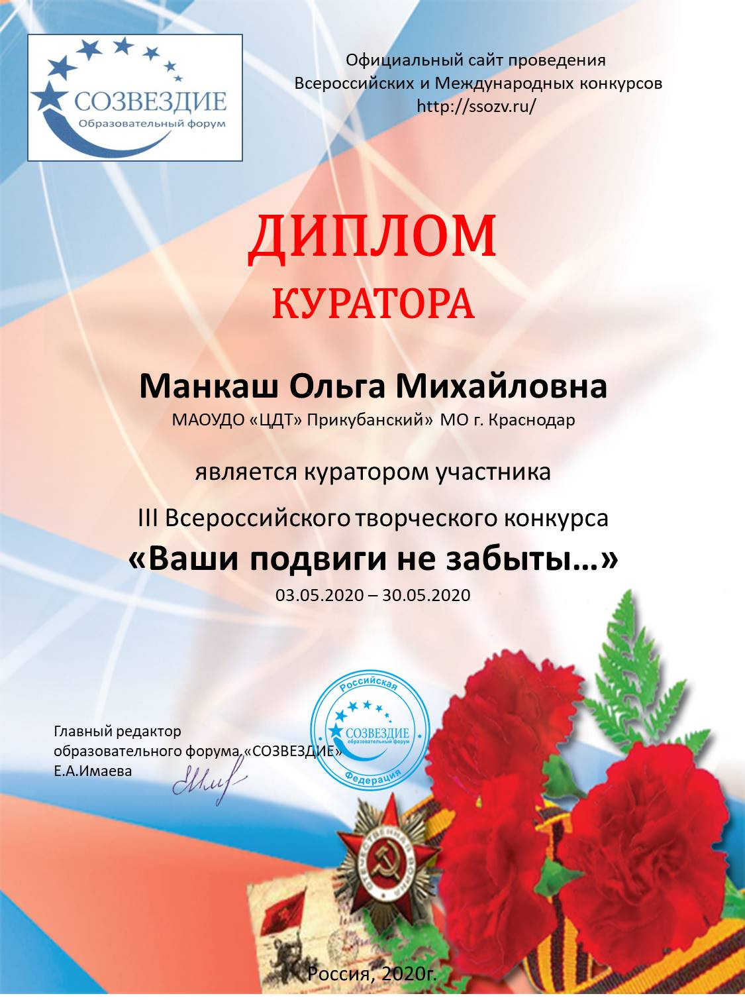 СОЗВЕЗДИЕ
Образовательный форум
Официальный сайт проведения
Всероссийских и Международных конкурсов
http://ssozv.ru/
ДИПЛОМ
КУРАТОРА
Манкаш Ольга Михайловна
МАОУДО «ЦДТ» Прикубанский» МО г. Краснодар
является куратором участника
III Всероссийского творческого конкурса
«Ваши подвиги не забыты…»
03.05.2020 – 30.05.2020
Российская
СОЗВЕЗДИЕ
образовательный форум
Федерация
Главный редактор
образовательного форума «СОЗВЕЗДИЕ»
Е.А.Имаева
ОТЕЧЕСТВЕННАЯ ВОЙНА
Россия, 2020г.